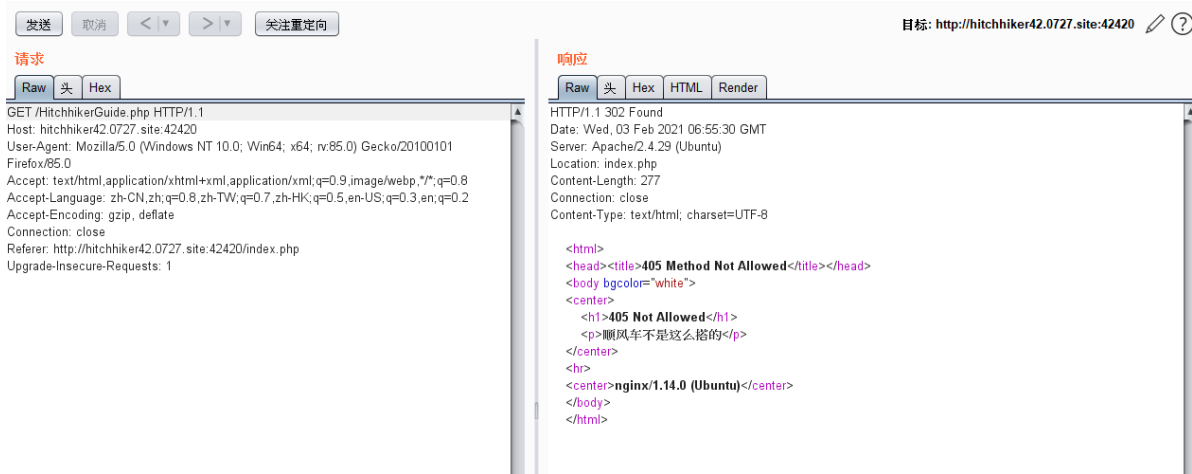 发送 取消 < ▼ > ▼ 关注重定向 目标: http://hitchhiker42.0727.site:42420 ?
请求
Raw 头 Hex
GET /HitchhikerGuide.php HTTP/1.1
Host: hitchhiker42.0727.site:42420
User-Agent: Mozilla/5.0 (Windows NT 10.0; Win64; x64; rv:85.0) Gecko/20100101
Firefox/85.0
Accept: text/html,application/xhtml+xml,application/xml;q=0.9,image/webp,*/*;q=0.8
Accept-Language: zh-CN,zh;q=0.8,zh-TW;q=0.7,zh-HK;q=0.5,en-US;q=0.3,en;q=0.2
Accept-Encoding: gzip, deflate
Connection: close
Referer: http://hitchhiker42.0727.site:42420/index.php
Upgrade-Insecure-Requests: 1
响应
Raw 头 Hex HTML Render
HTTP/1.1 302 Found
Date: Wed, 03 Feb 2021 06:55:30 GMT
Server: Apache/2.4.29 (Ubuntu)
Location: index.php
Content-Length: 277
Connection: close
Content-Type: text/html; charset=UTF-8
<html>
<head><title>405 Method Not Allowed</title></head>
<body bgcolor="white">
<center>
<h1>405 Not Allowed</h1>
<p>顺风车不是这么搭的</p>
</center>
<hr>
<center>nginx/1.14.0 (Ubuntu)</center>
</body>
</html>